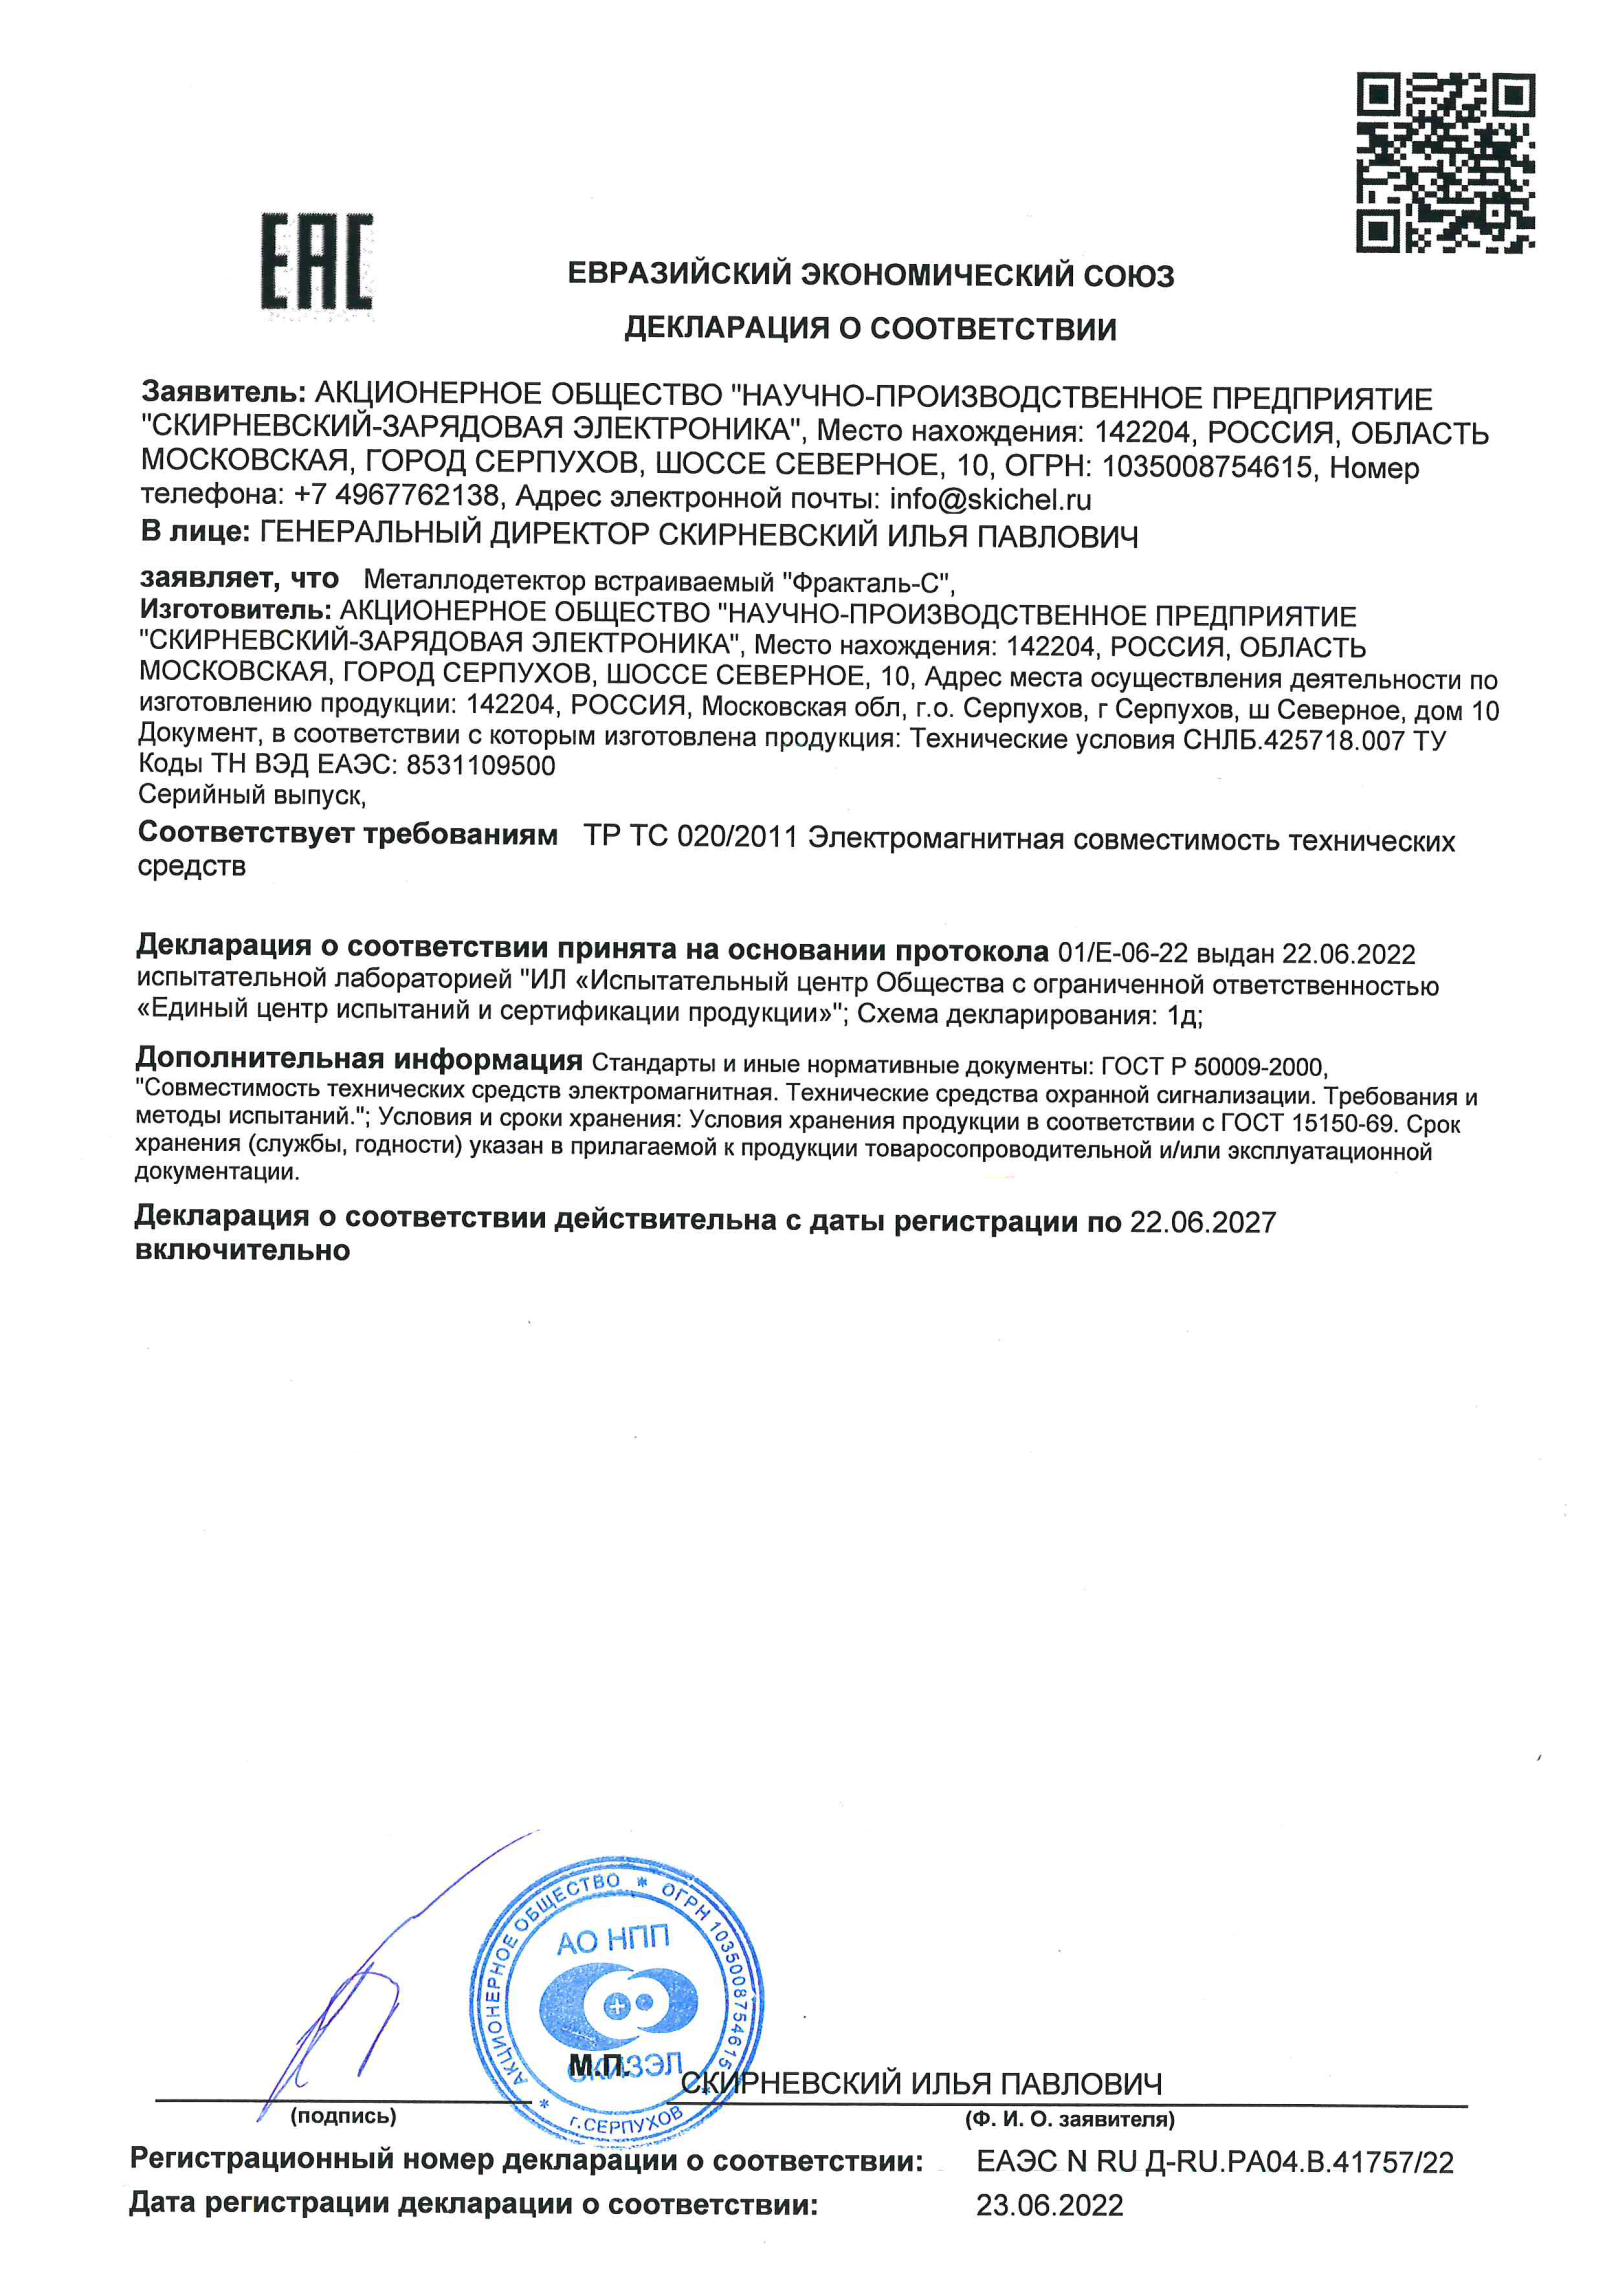 EAC
ЕВРАЗИЙСКИЙ ЭКОНОМИЧЕСКИЙ СОЮЗ
ДЕКЛАРАЦИЯ О СООТВЕТСТВИИ
Заявитель: АКЦИОНЕРНОЕ ОБЩЕСТВО "НАУЧНО-ПРОИЗВОДСТВЕННОЕ ПРЕДПРИЯТИЕ
"СКИРНЕВСКИЙ-ЗАРЯДОВАЯ ЭЛЕКТРОНИКА", Место нахождения: 142204, РОССИЯ, ОБЛАСТЬ
МОСКОВСКАЯ, ГОРОД СЕРПУХОВ, ШОССЕ СЕВЕРНОЕ, 10, ОГРН: 1035008754615, Номер
телефона: +7 4967762138, Адрес электронной почты: info@skichel.ru
В лице: ГЕНЕРАЛЬНЫЙ ДИРЕКТОР СКИРНЕВСКИЙ ИЛЬЯ ПАВЛОВИЧ
заявляет, что Металлодетектор встраиваемый "Фракталь-С",
Изготовитель: АКЦИОНЕРНОЕ ОБЩЕСТВО "НАУЧНО-ПРОИЗВОДСТВЕННОЕ ПРЕДПРИЯТИЕ
"СКИРНЕВСКИЙ-ЗАРЯДОВАЯ ЭЛЕКТРОНИКА", Место нахождения: 142204, РОССИЯ, ОБЛАСТЬ
МОСКОВСКАЯ, ГОРОД СЕРПУХОВ, ШОССЕ СЕВЕРНОЕ, 10, Адрес места осуществления деятельности по
изготовлению продукции: 142204, РОССИЯ, Московская обл, г.о. Серпухов, г Серпухов, ш Северное, дом 10
Документ, в соответствии с которым изготовлена продукция: Технические условия СНЛБ.425718.007 ТУ
Коды ТН ВЭД ЕАЭС: 8531109500
Серийный выпуск,
Соответствует требованиям ТР ТС 020/2011 Электромагнитная совместимость технических
средств
Декларация о соответствии принята на основании протокола 01/Е-06-22 выдан 22.06.2022
испытательной лабораторией "ИЛ «Испытательный центр Общества с ограниченной ответственностью
«Единый центр испытаний и сертификации продукции»"; Схема декларирования: 1д;
Дополнительная информация Стандарты и иные нормативные документы: ГОСТ Р 50009-2000,
"Совместимость технических средств электромагнитная. Технические средства охранной сигнализации. Требования и
методы испытаний."; Условия и сроки хранения: Условия хранения продукции в соответствии с ГОСТ 15150-69. Срок
хранения (службы, годности) указан в прилагаемой к продукции товаросопроводительной и/или эксплуатационной
документации.
Декларация о соответствии действительна с даты регистрации по 22.06.2027
включительно
АКЦИОНЕРНОЕ ОБЩЕСТВО * ОГРН 1035008754615 * г.СЕРПУХОВ *
АО НПП
СКИЗЭЛ
М.П.
СКИРНЕВСКИЙ ИЛЬЯ ПАВЛОВИЧ
(подпись)
(Ф. И. О. заявителя)
Регистрационный номер декларации о соответствии: ЕАЭС N RU Д-RU.РА04.В.41757/22
Дата регистрации декларации о соответствии: 23.06.2022